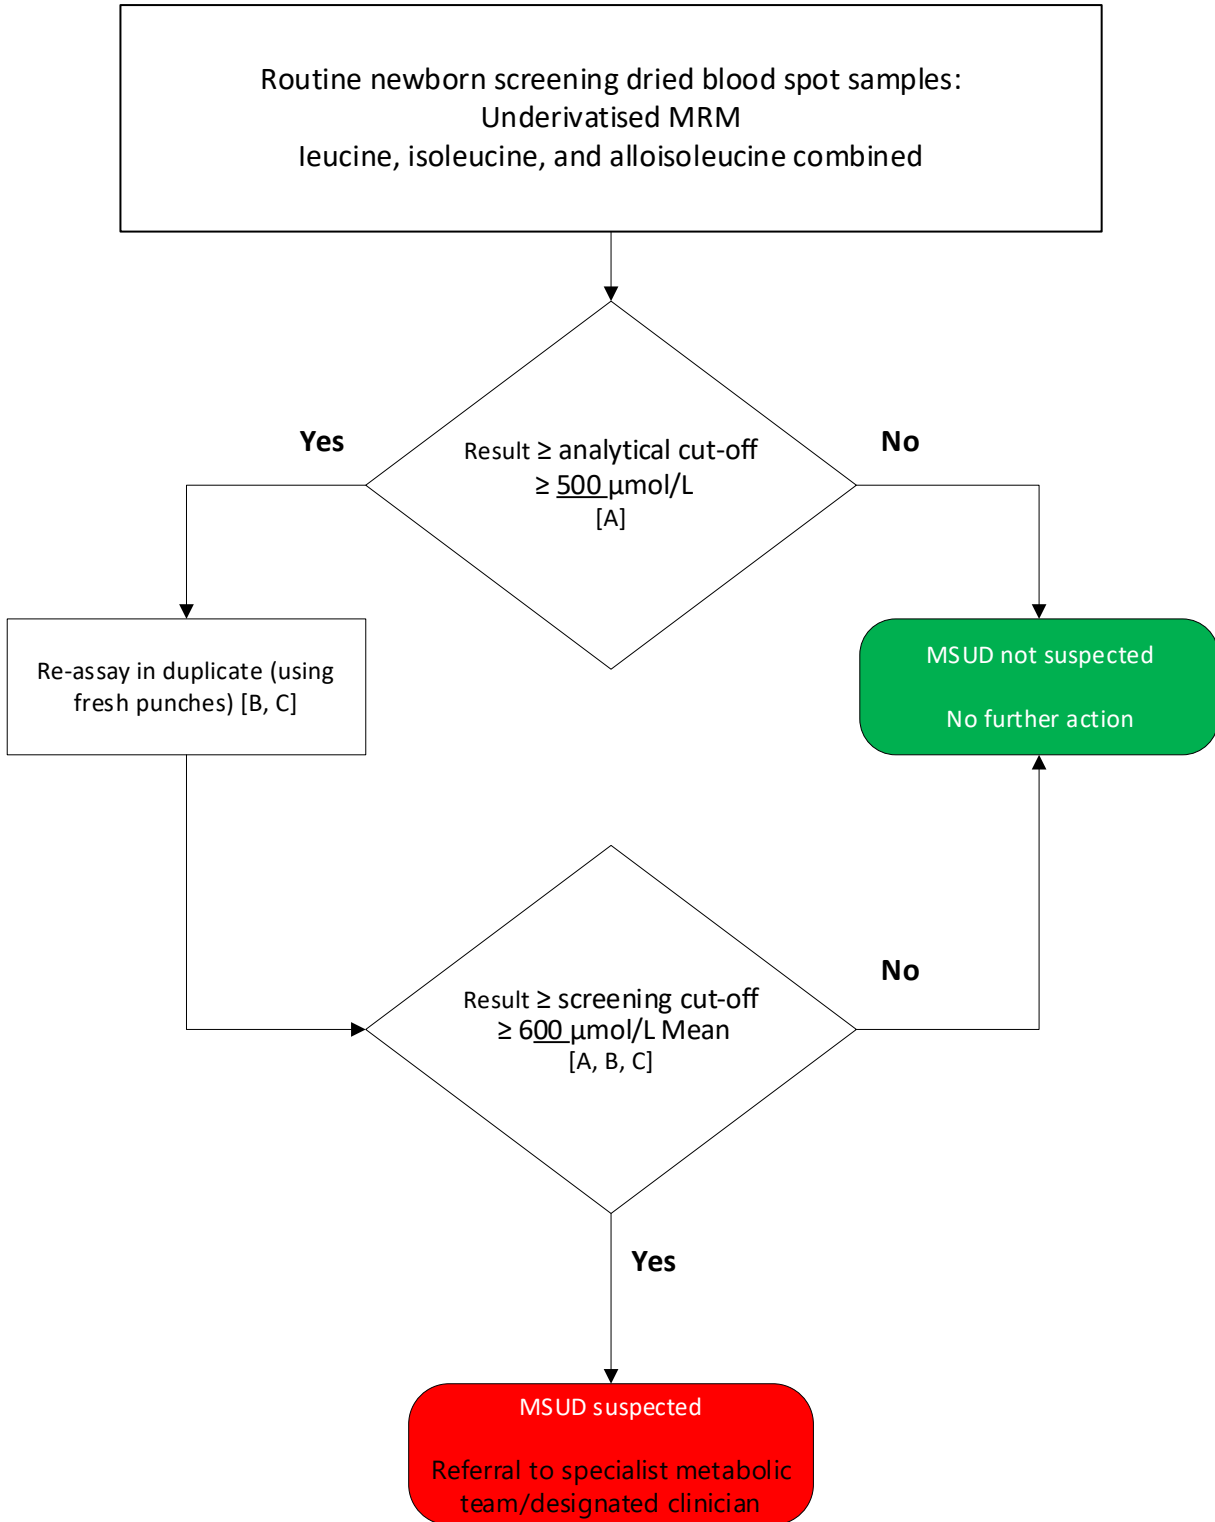 Routine newborn screening dried blood spot samples:
Underivatised MRM
leucine, isoleucine, and alloisoleucine combined
Yes
No
Result ≥ analytical cut-off
≥ 500 µmol/L
[A]
Re-assay in duplicate (using
fresh punches) [B, C]
MSUD not suspected
No further action
Result ≥ screening cut-off
≥ 600 µmol/L Mean
[A, B, C]
No
Yes
MSUD suspected
Referral to specialist metabolic
team/designated clinician